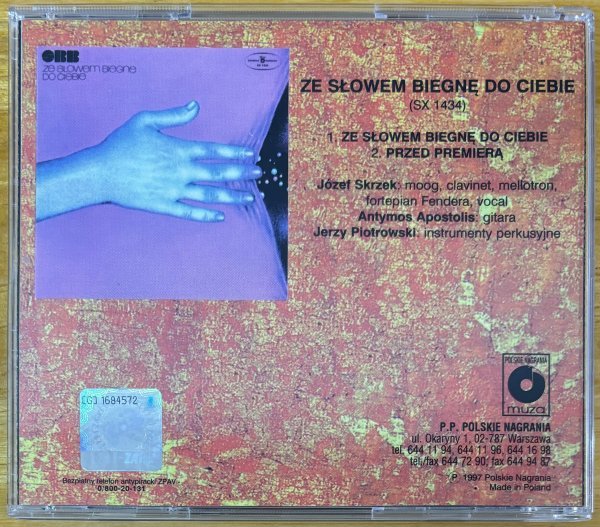 SBB
ZE SŁOWEM BIEGNĘ
DO CIEBIE
ZE SŁOWEM BIEGNĘ DO CIEBIE
(SX 1434)
1. ZE SŁOWEM BIEGNĘ DO CIEBIE
2. PRZED PREMIERĄ
Józef Skrzek: moog, clavinet, mellotron,
fortepian Fendera, vocal
Antymos Apostolis: gitara
Jerzy Piotrowski: instrumenty perkusyjne
POLSKIE NAGRANIA
muza
P.P. POLSKIE NAGRANIA
ul. Okaryny 1, 02-787 Warszawa
tel. 644 11 94, 644 11 96, 644 16 98
tel/fax 644 72 90, fax 644 94 87
P. 1997 Polskie Nagrania
Made in Poland
CGD 1684572
Bezpłatny telefon antypiracki ZPAV
0-800-20-131